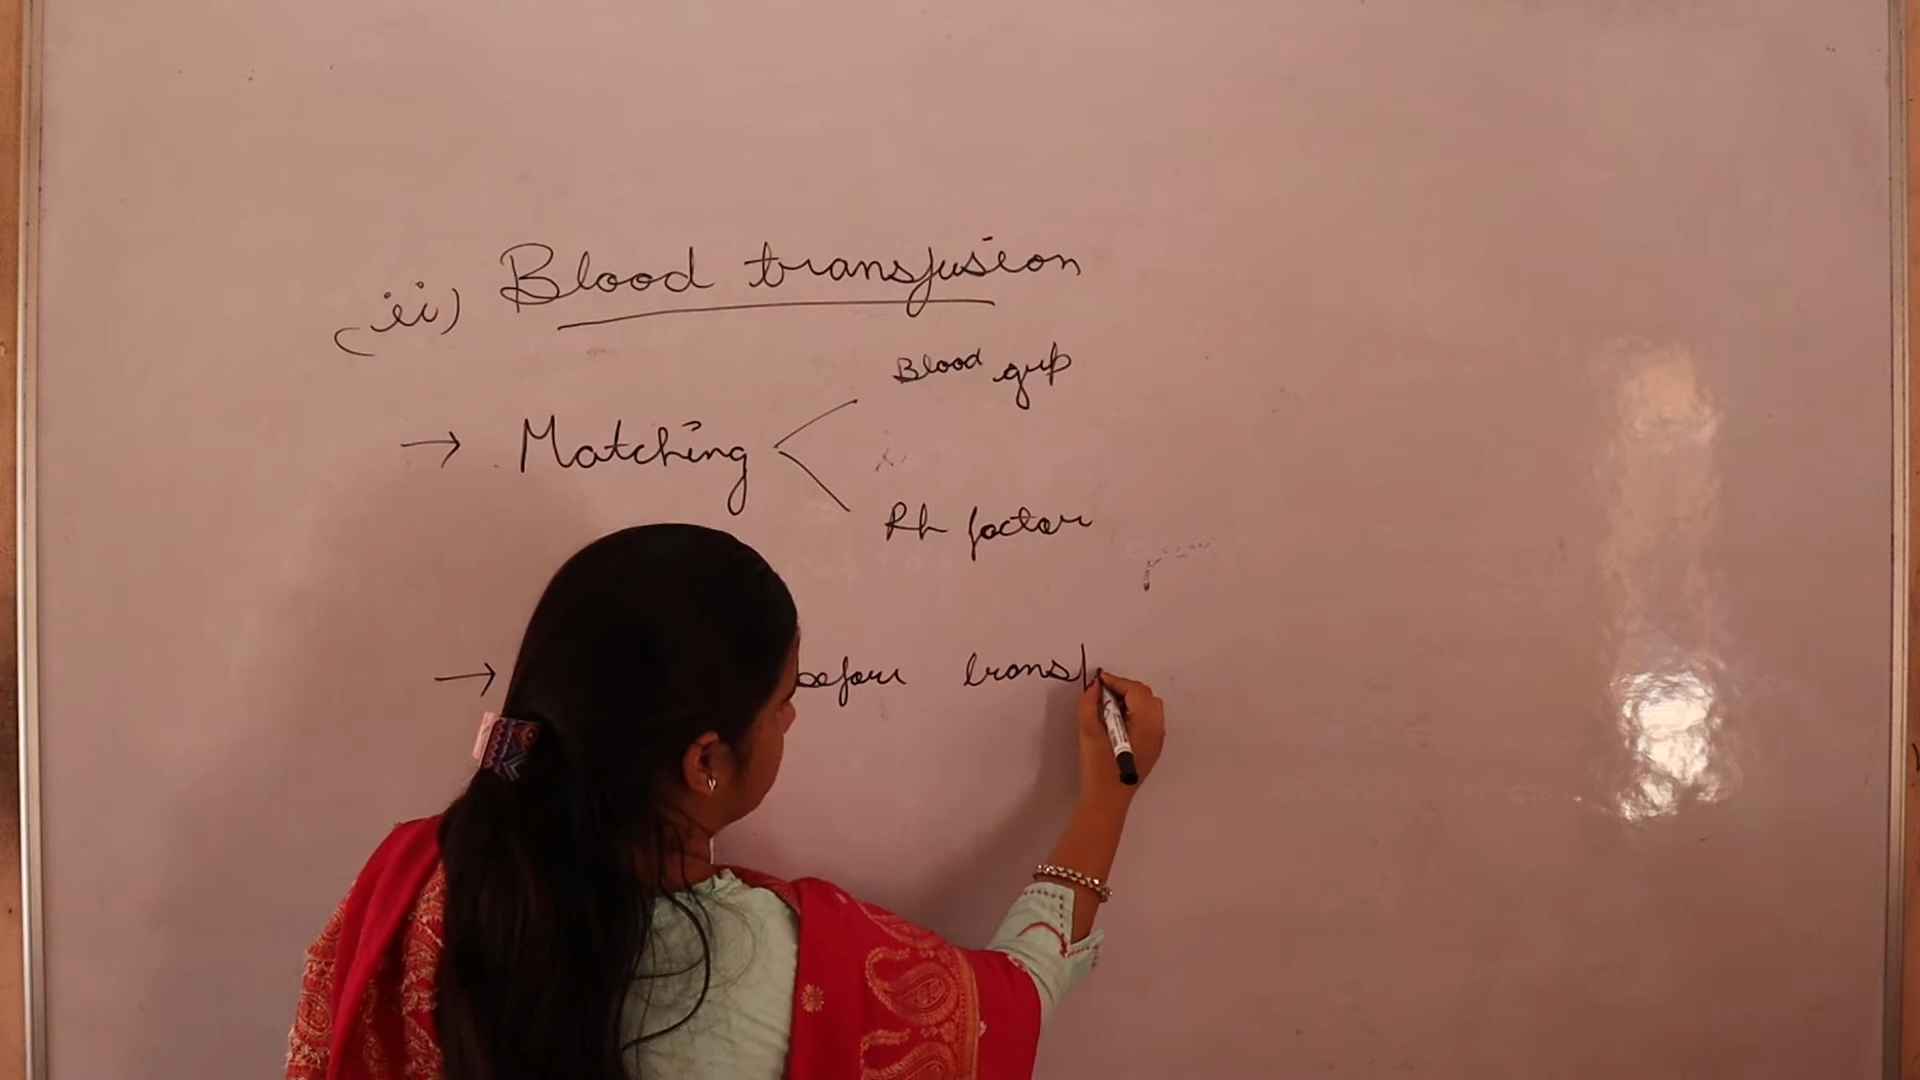 (ii) Blood transfusion
Blood grp
→ Matching
Rh factor
→ before transf